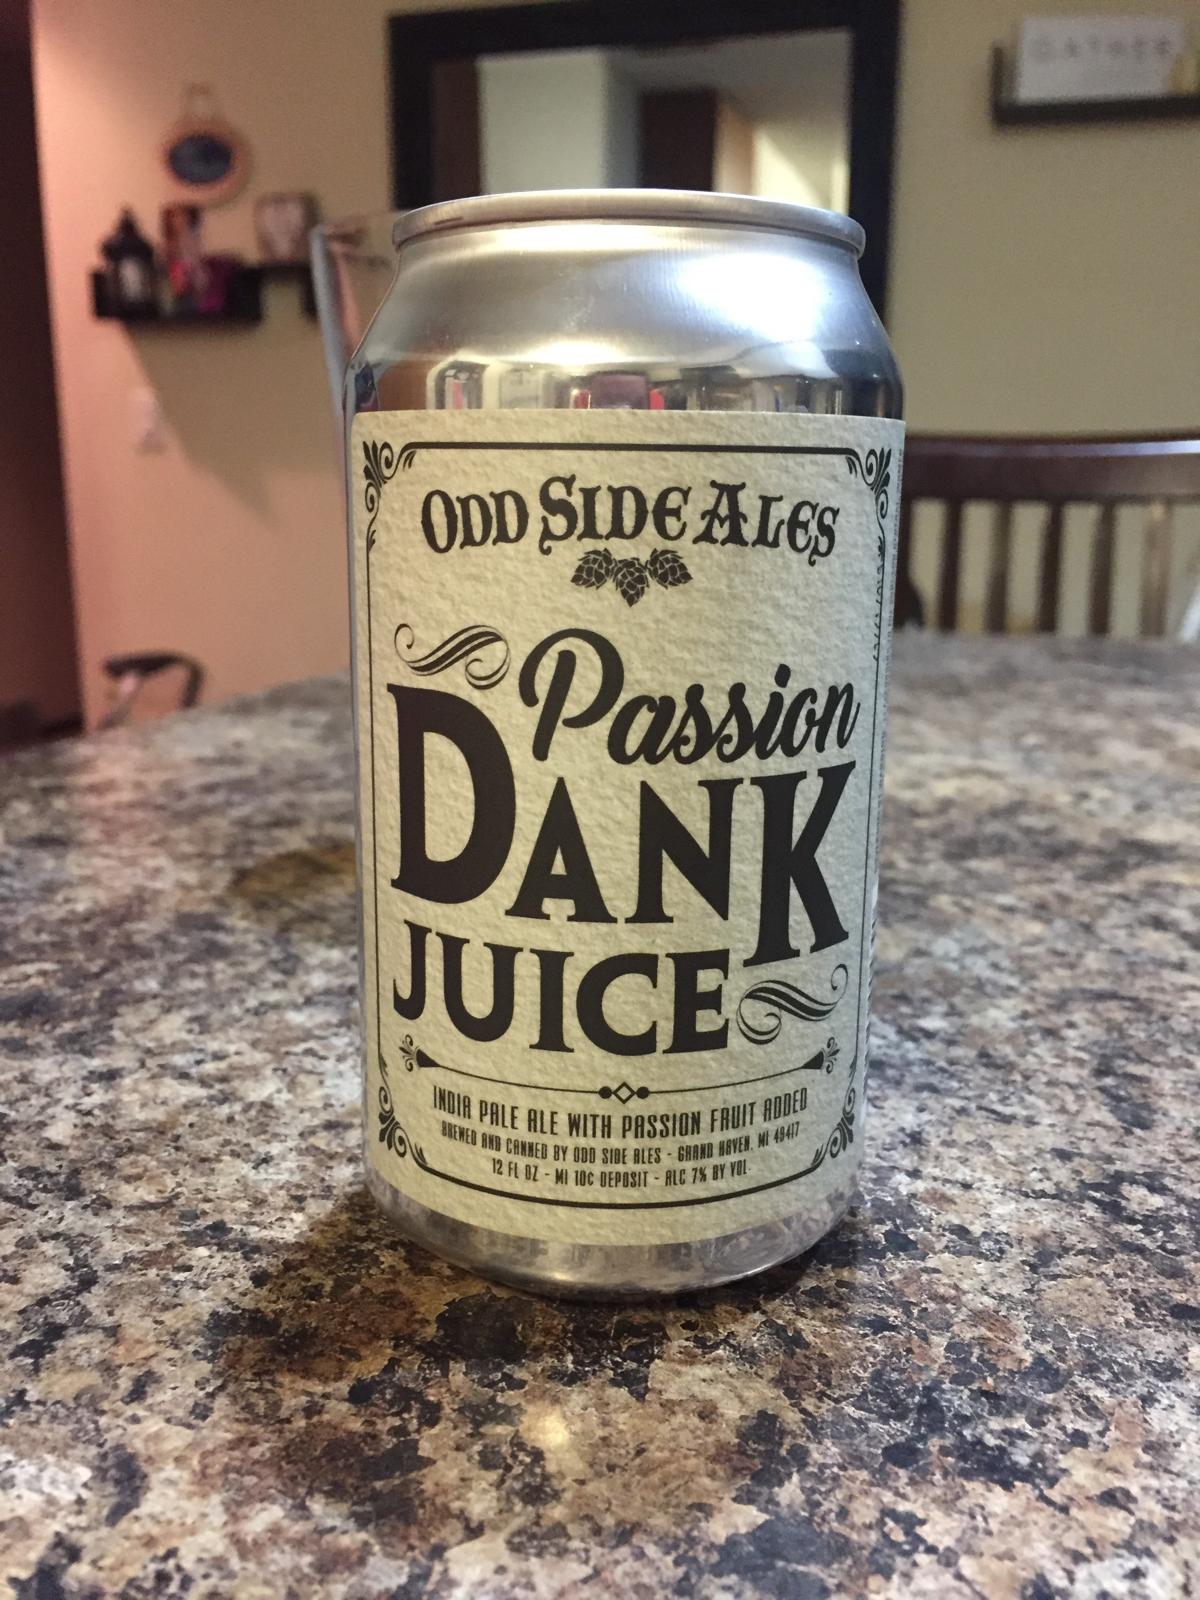 GATHER
ODD SIDE ALES
Passion
DANK
JUICE
INDIA PALE ALE WITH PASSION FRUIT ADDED
BREWED AND CANNED BY ODD SIDE ALES - GRAND HAVEN, MI 49417
12 FL OZ - MI 10¢ DEPOSIT - ALC 7% BY VOL.